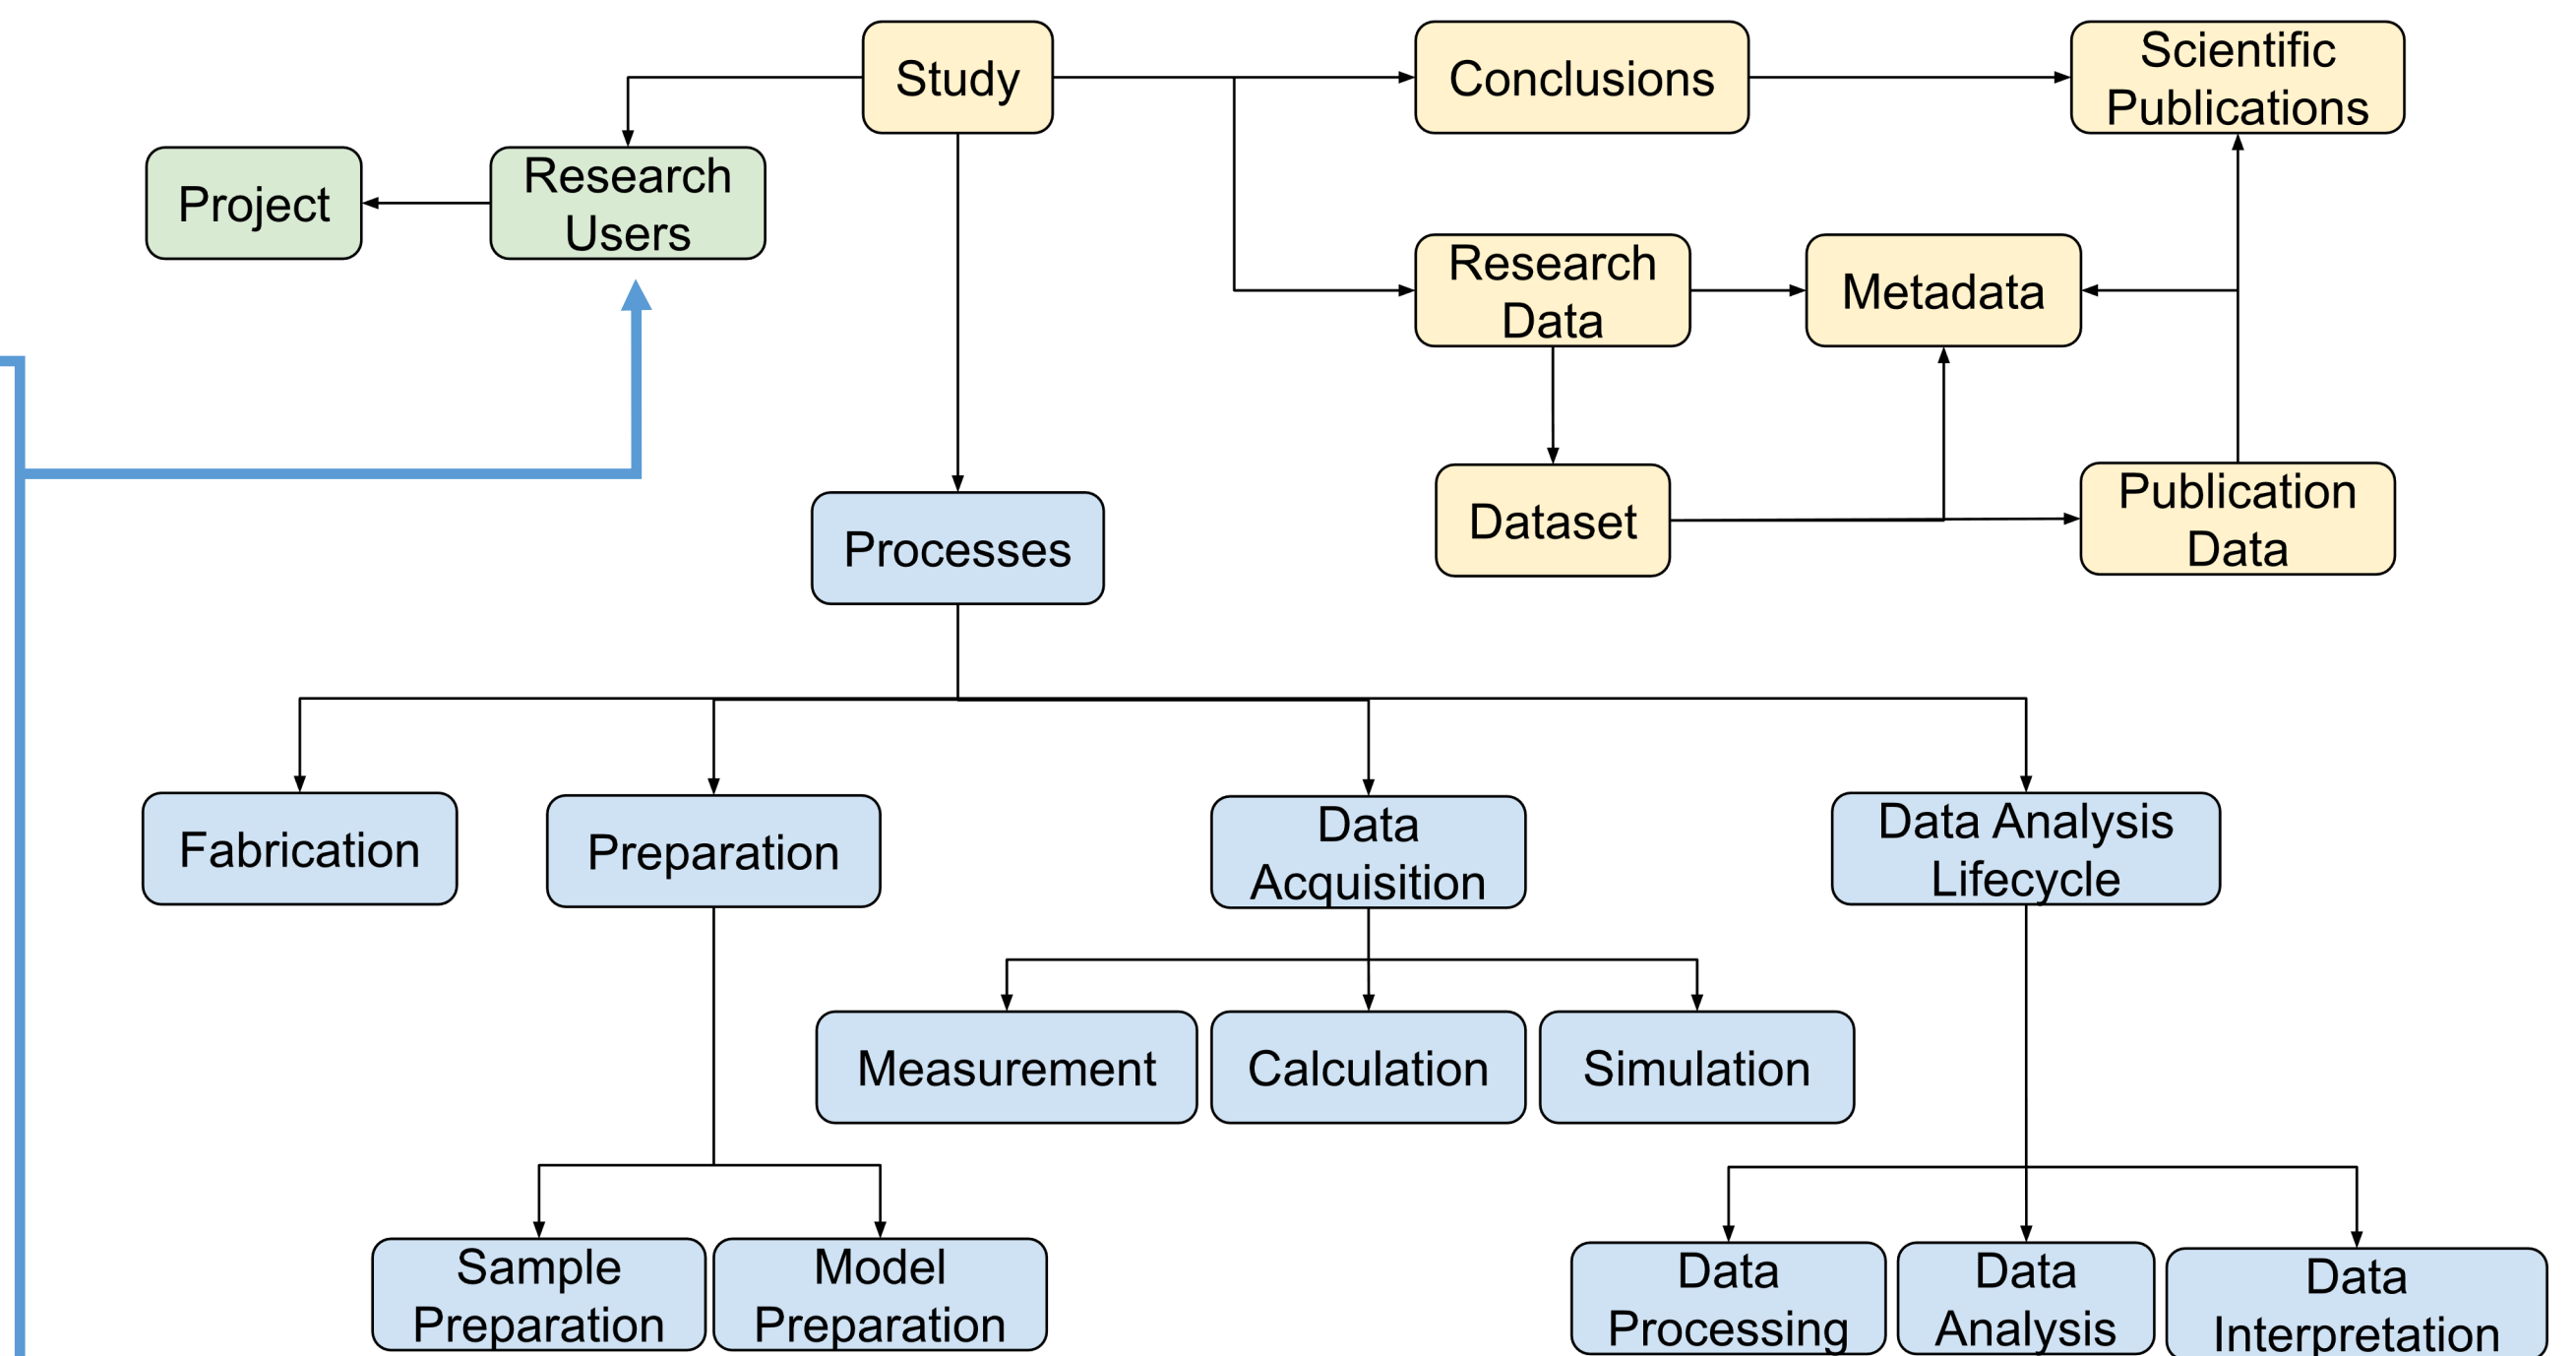 Study
Conclusions
Scientific
Publications
Project
Research
Users
Research
Data
Metadata
Dataset
Publication
Data
Processes
Fabrication
Preparation
Data
Acquisition
Data Analysis
Lifecycle
Measurement
Calculation
Simulation
Sample
Preparation
Model
Preparation
Data
Processing
Data
Analysis
Data
Interpretation